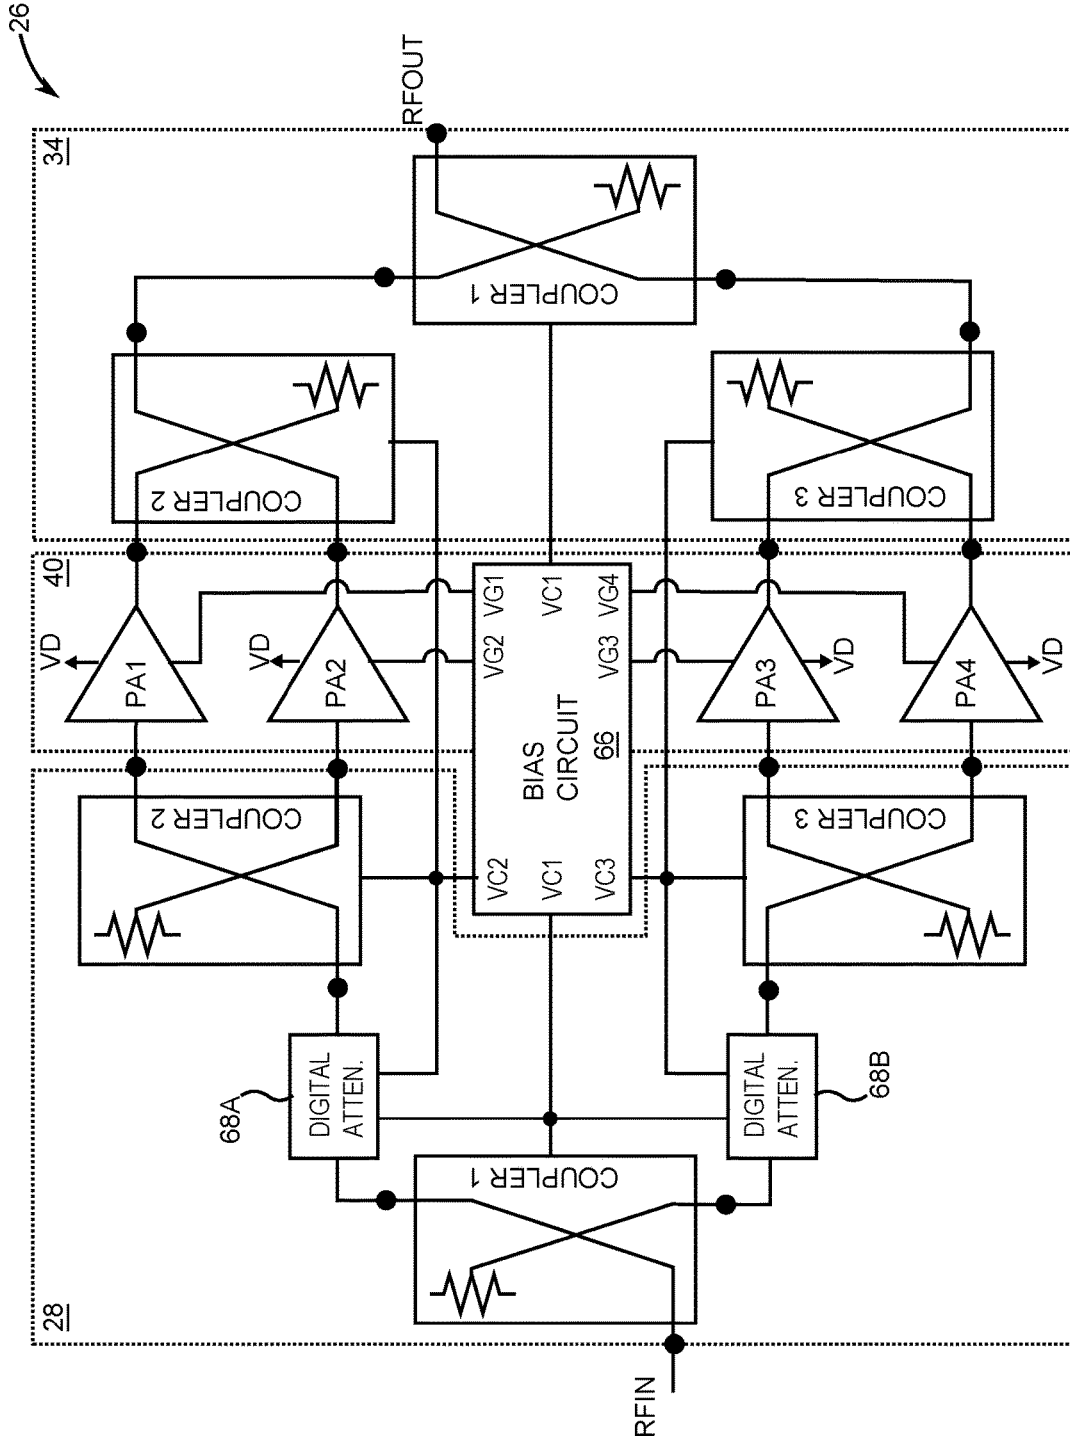 26
RFOUT
34
COUPLER 1
COUPLER 2
COUPLER 3
40
VD
PA1
VD
PA2
VG1
VG2
VC1
VG4
VG3
PA3
VD
PA4
VD
BIAS
CIRCUIT
66
VC2
VC1
VC3
COUPLER 2
COUPLER 3
68A
DIGITAL
ATTEN.
DIGITAL
ATTEN.
68B
COUPLER 1
28
RFIN